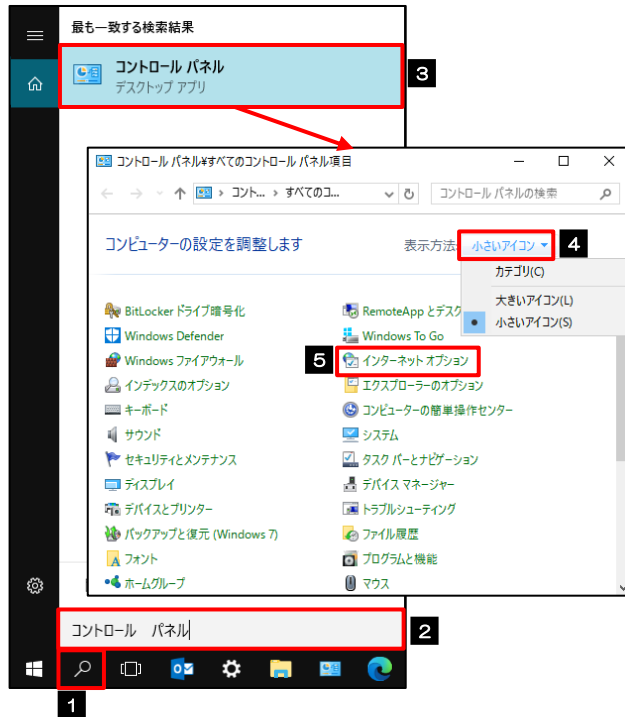 最も一致する検索結果
コントロール パネル
デスクトップ アプリ
3
コントロール パネル¥すべてのコントロール パネル項目
コント... › すべてのコ...
コントロール パネルの検索
コンピューターの設定を調整します
表示方法:
小さいアイコン
4
カテゴリ(C)
大きいアイコン(L)
小さいアイコン(S)
BitLocker ドライブ暗号化
RemoteApp とデスク
Windows Defender
Windows To Go
Windows ファイアウォール
5
インターネット オプション
インデックスのオプション
エクスプローラーのオプション
キーボード
コンピューターの簡単操作センター
サウンド
システム
セキュリティとメンテナンス
タスク バーとナビゲーション
ディスプレイ
デバイス マネージャー
デバイスとプリンター
トラブルシューティング
バックアップと復元 (Windows 7)
ファイル履歴
フォント
プログラムと機能
ホームグループ
マウス
コントロール　パネル
2
1